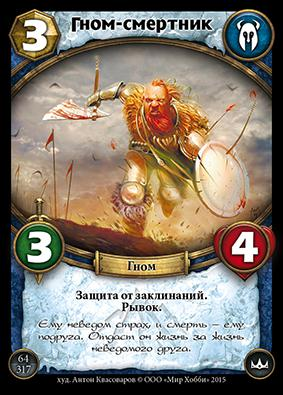 3
Гном-смертник
Гном
3
4
Защита от заклинаний.
Рывок.
Ему неведом страх, и смерть – ему
подруга. Отдаст он жизнь за жизнь
неведомого друга.
64
317
худ. Антон Квасоваров © ООО «Мир Хобби» 2015